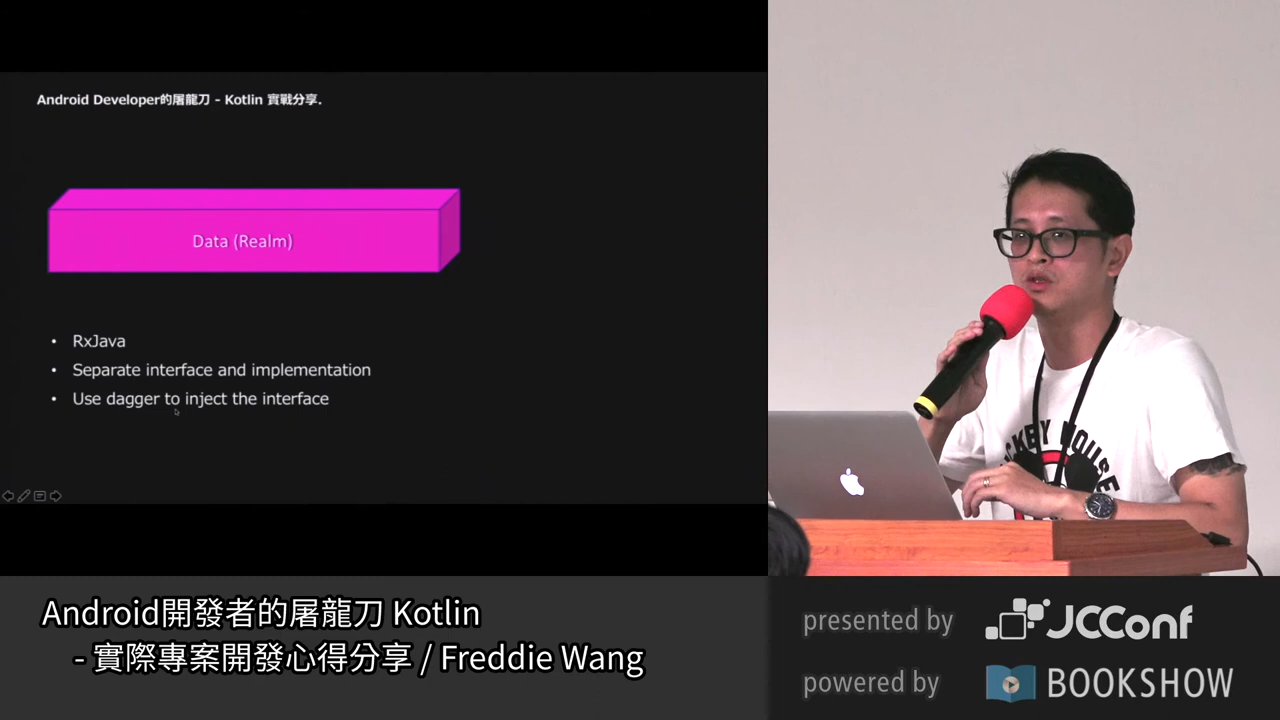 Android Developer的屠龍刀 - Kotlin 實戰分享.
Data (Realm)
• RxJava
• Separate interface and implementation
• Use dagger to inject the interface
Android開發者的屠龍刀 Kotlin
- 實際專案開發心得分享 / Freddie Wang
presented by JCConf
powered by BOOKSHOW